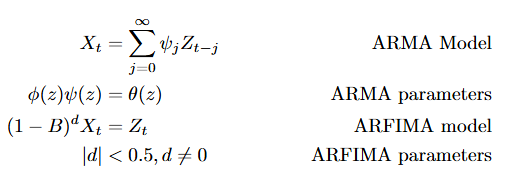 X_t = \sum_{j=0}^{\infty} \psi_j Z_{t-j} ARMA Model
\phi(z)\psi(z) = \theta(z) ARMA parameters
(1 − B)^d X_t = Z_t ARFIMA model
|d| < 0.5, d ≠ 0 ARFIMA parameters